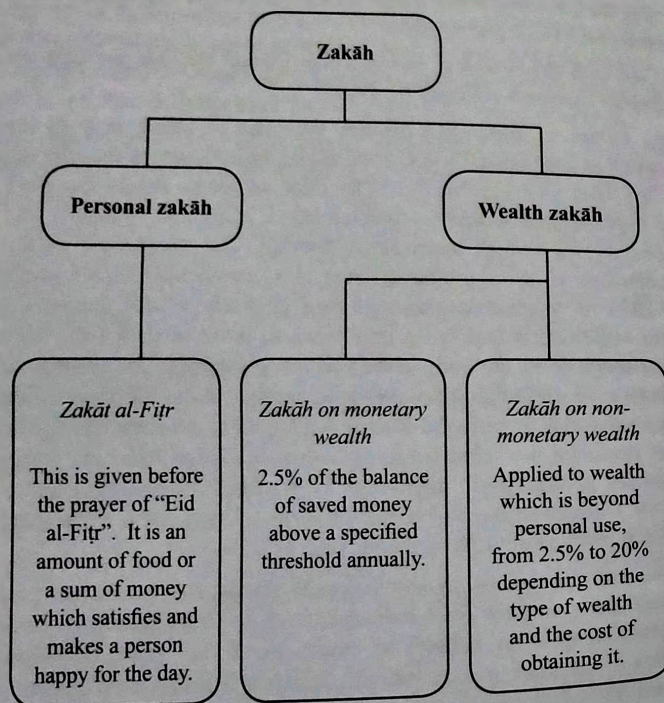 Zakāh
Personal zakāh
Wealth zakāh
Zakāt al-Fiṭr
This is given before
the prayer of “Eid
al-Fiṭr”. It is an
amount of food or
a sum of money
which satisfies and
makes a person
happy for the day.
Zakāh on monetary
wealth
2.5% of the balance
of saved money
above a specified
threshold annually.
Zakāh on non-
monetary wealth
Applied to wealth
which is beyond
personal use,
from 2.5% to 20%
depending on the
type of wealth
and the cost of
obtaining it.